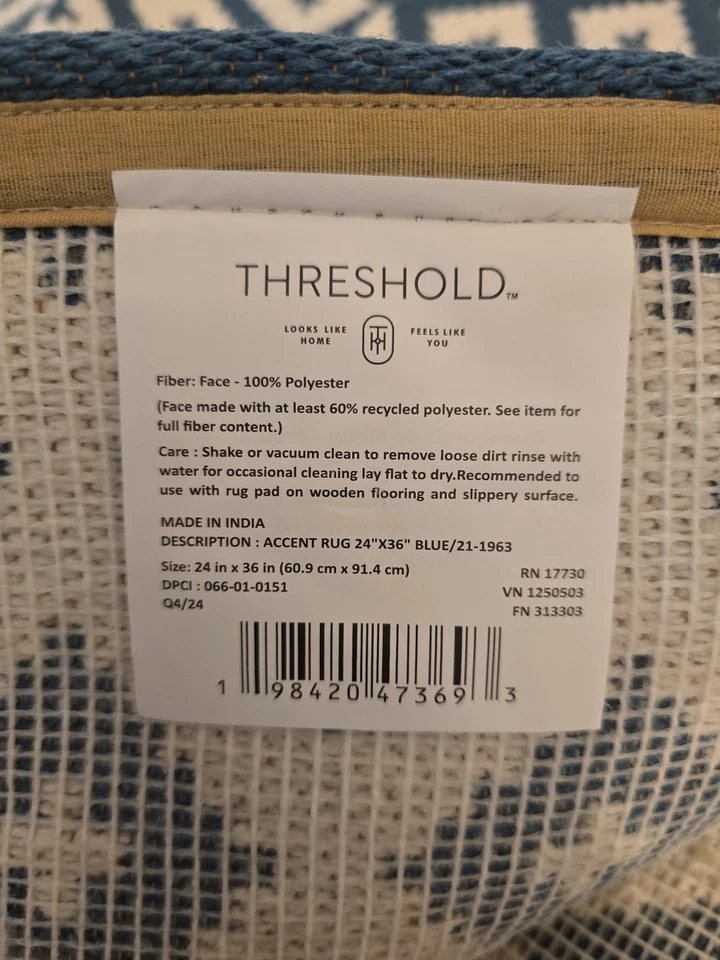 THRESHOLD™
LOOKS LIKE HOME
FEELS LIKE YOU
Fiber: Face - 100% Polyester
(Face made with at least 60% recycled polyester. See item for
full fiber content.)
Care : Shake or vacuum clean to remove loose dirt rinse with
water for occasional cleaning lay flat to dry.Recommended to
use with rug pad on wooden flooring and slippery surface.
MADE IN INDIA
DESCRIPTION : ACCENT RUG 24"X36" BLUE/21-1963
Size: 24 in x 36 in (60.9 cm x 91.4 cm)
DPCI : 066-01-0151
Q4/24
RN 17730
VN 1250503
FN 313303
1 98420 47369 3